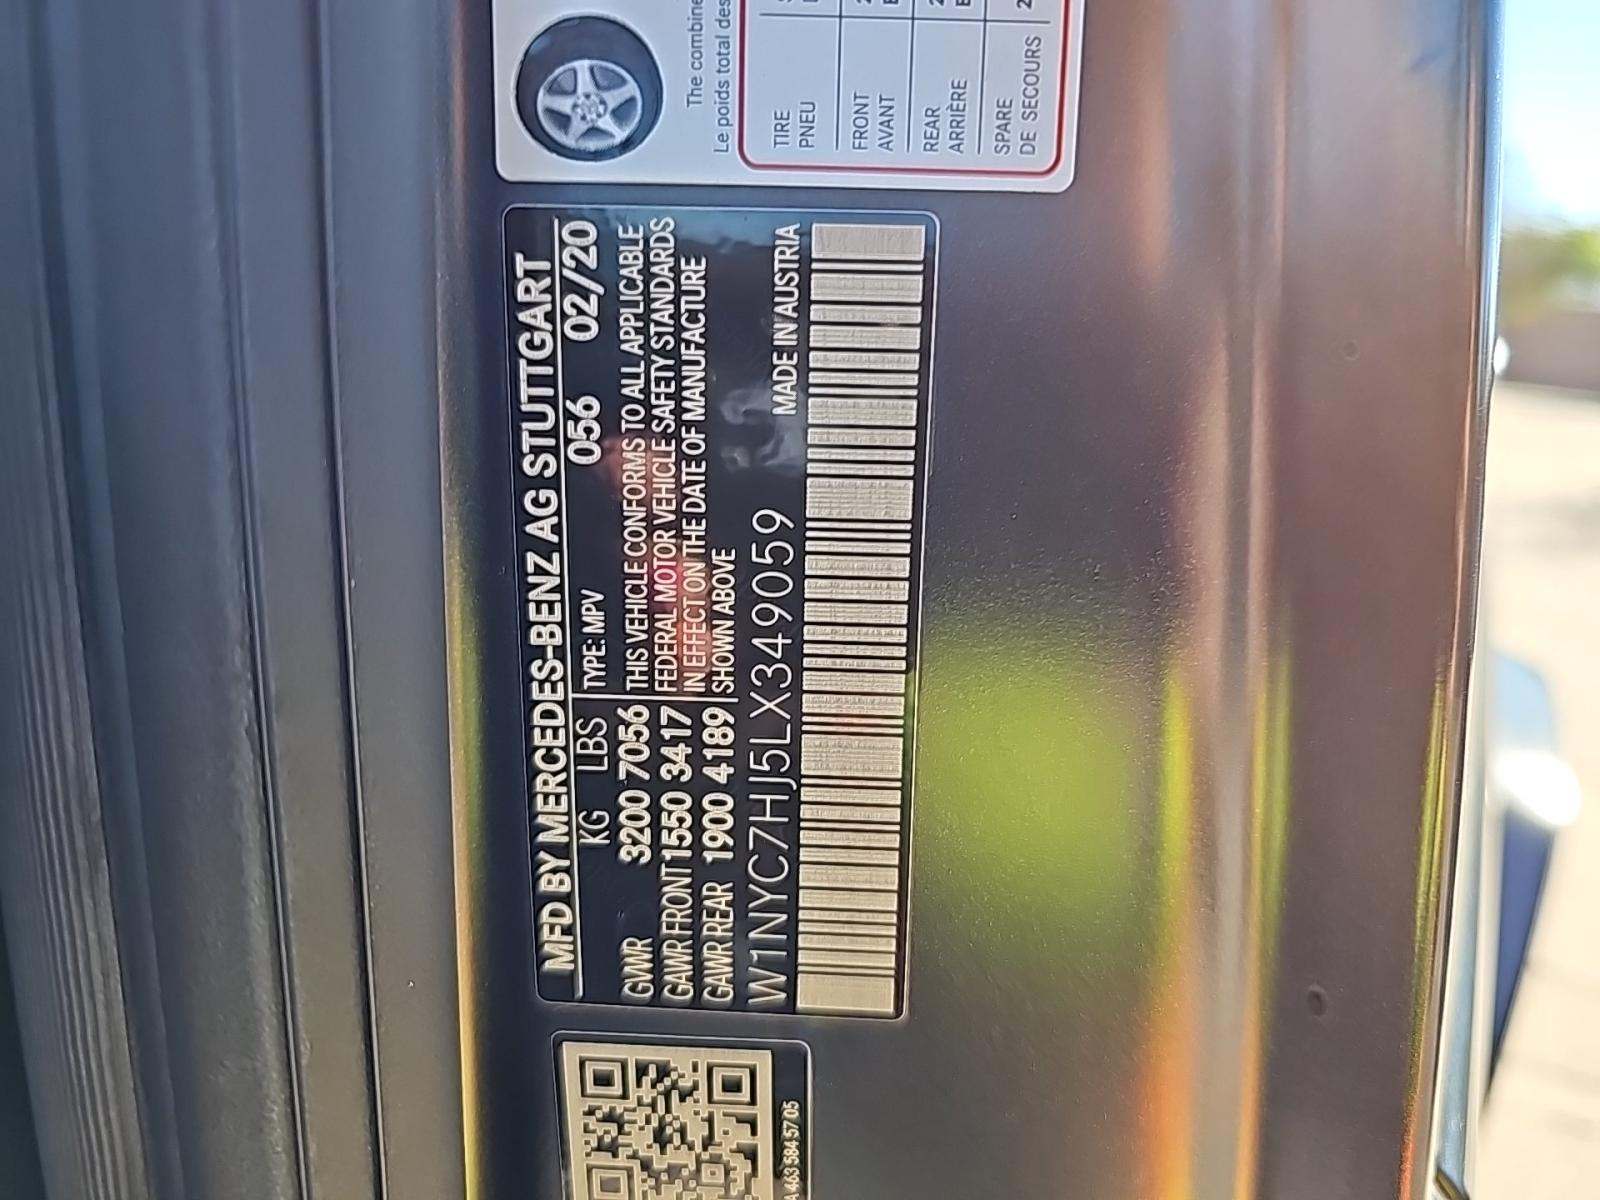 MFD BY MERCEDES-BENZ AG STUTTGART
KG LBS TYPE: MPV 056 02/20
GVWR 3200 7056 THIS VEHICLE CONFORMS TO ALL APPLICABLE
GAWR FRONT 1550 3417 FEDERAL MOTOR VEHICLE SAFETY STANDARDS
GAWR REAR 1900 4189 IN EFFECT ON THE DATE OF MANUFACTURE
SHOWN ABOVE
W1NYC7HJ5LX349059 MADE IN AUSTRIA
A 463 584 57 05
The combine
Le poids total des
TIRE
PNEU
FRONT
AVANT
REAR
ARRIÈRE
SPARE
DE SECOURS